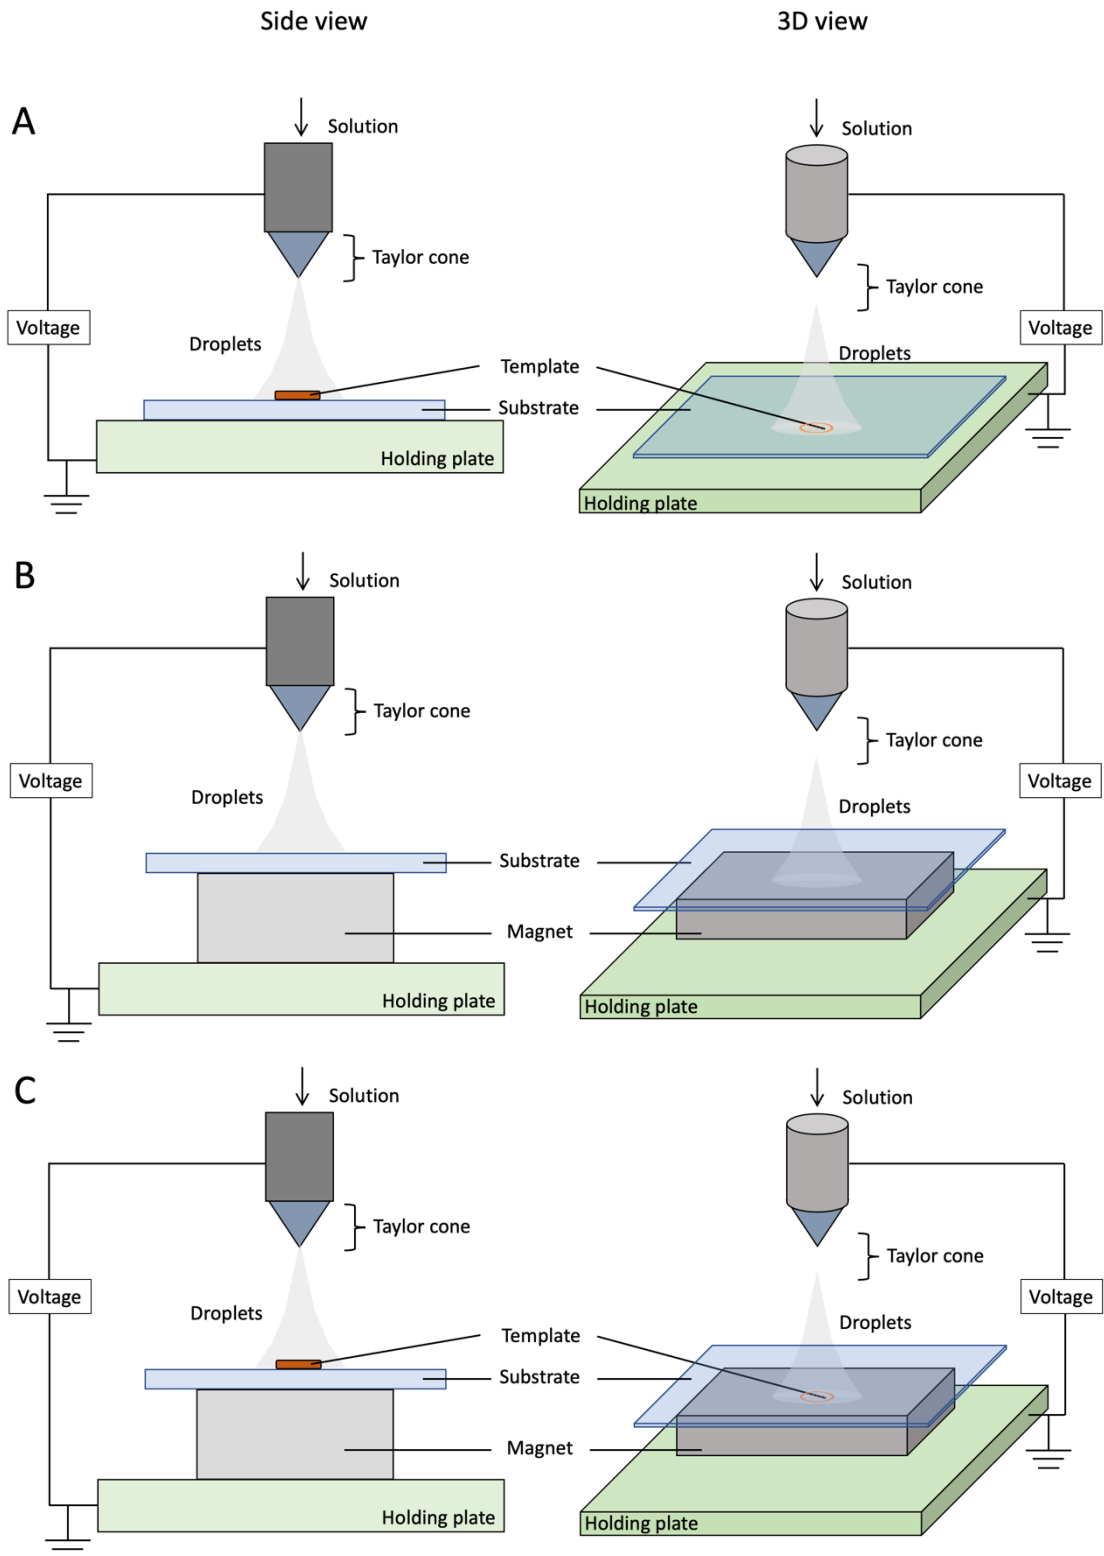 Side view
3D view
A
Solution
Solution
Taylor cone
Taylor cone
Voltage
Voltage
Droplets
Droplets
Template
Substrate
Holding plate
Holding plate
B
Solution
Solution
Taylor cone
Taylor cone
Voltage
Voltage
Droplets
Droplets
Substrate
Magnet
Holding plate
Holding plate
C
Solution
Solution
Taylor cone
Taylor cone
Voltage
Voltage
Droplets
Droplets
Template
Substrate
Magnet
Holding plate
Holding plate